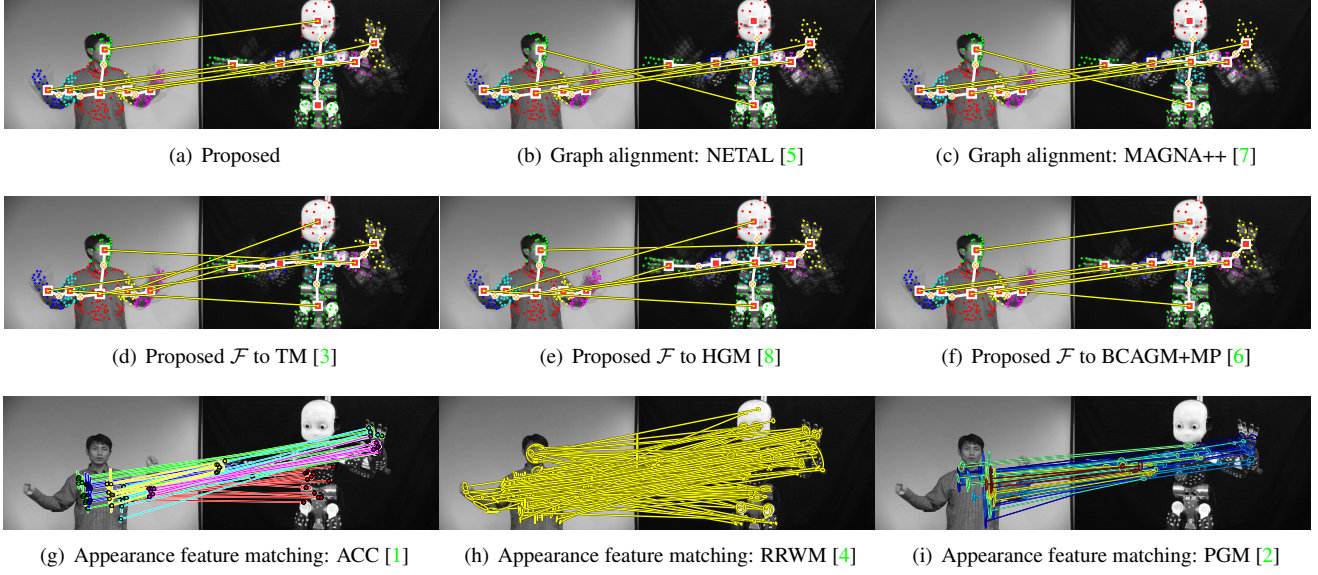 (a) Proposed
(b) Graph alignment: NETAL [5]
(c) Graph alignment: MAGNA++ [7]
(d) Proposed ℱ to TM [3]
(e) Proposed ℱ to HGM [8]
(f) Proposed ℱ to BCAGM+MP [6]
(g) Appearance feature matching: ACC [1]
(h) Appearance feature matching: RRWM [4]
(i) Appearance feature matching: PGM [2]